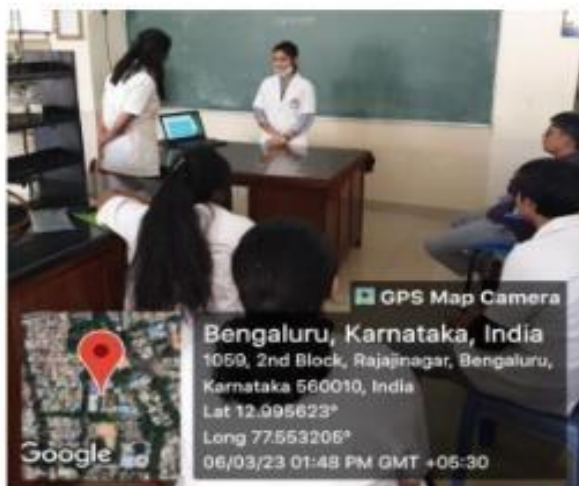 GPS Map Camera
Bengaluru, Karnataka, India
1059, 2nd Block, Rajajinagar, Bengaluru,
Karnataka 560010, India
Lat 12.995623°
Long 77.553205°
06/03/23 01:48 PM GMT +05:30
Google